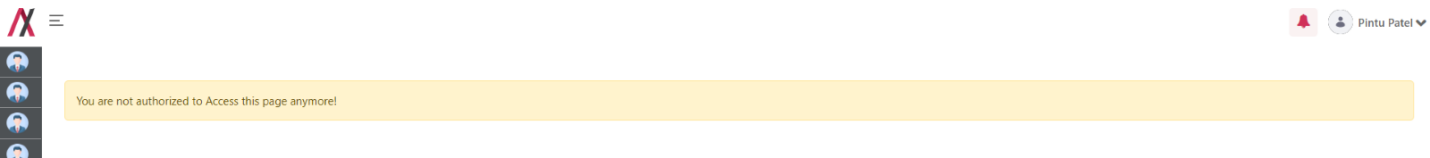 Pintu Patel
You are not authorized to Access this page anymore!